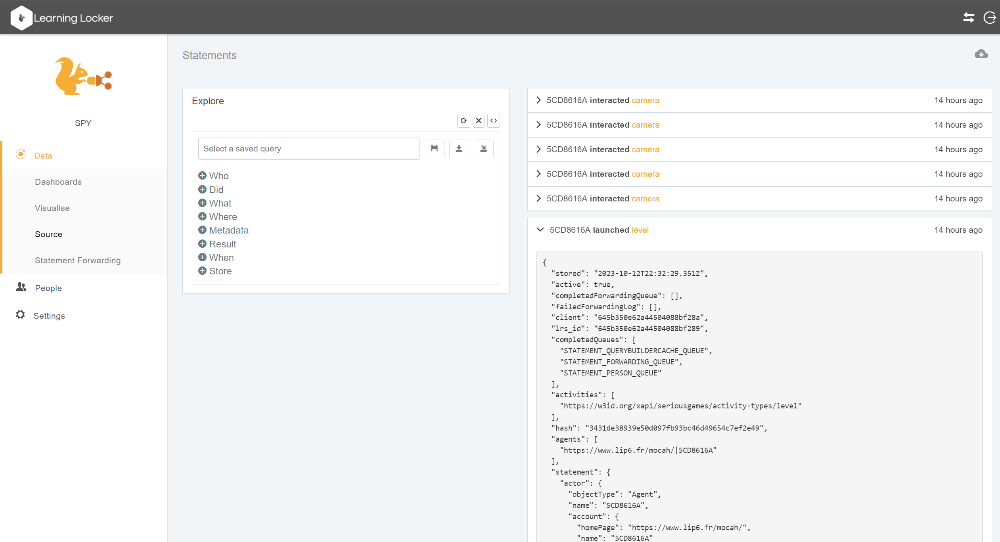 Learning Locker
SPY
Data
Dashboards
Visualise
Source
Statement Forwarding
People
Settings
Statements
Explore
Select a saved query
Who
Did
What
Where
Metadata
Result
When
Store
5CD8616A interacted camera 14 hours ago
5CD8616A interacted camera 14 hours ago
5CD8616A interacted camera 14 hours ago
5CD8616A interacted camera 14 hours ago
5CD8616A interacted camera 14 hours ago
5CD8616A launched level 14 hours ago
{
"stored": "2023-10-12T22:32:29.351Z",
"active": true,
"completedForwardingQueue": [],
"failedForwardingLog": [],
"client": "645b350e62a44504088bf28a",
"lrs_id": "645b350e62a44504088bf289",
"completedQueues": [
"STATEMENT_QUERYBUILDERCACHE_QUEUE",
"STATEMENT_FORWARDING_QUEUE",
"STATEMENT_PERSON_QUEUE"
],
"activities": [
"https://w3id.org/xapi/seriousgames/activity-types/level"
],
"hash": "3431de38939e50d097fb93bc46d49654c7ef2e49",
"agents": [
"https://www.lip6.fr/mocah/|5CD8616A"
],
"statement": {
"actor": {
"objectType": "Agent",
"name": "5CD8616A",
"account": {
"homePage": "https://www.lip6.fr/mocah/",
"name": "5CD8616A"